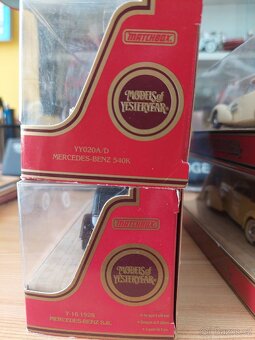 MATCHBOX
MODELS OF
YESTERYEAR
YY020A/D
MERCEDES-BENZ 540K
MATCHBOX
MODELS OF
YESTERYEAR
Y-16 1928
MERCEDES-BENZ S.S.